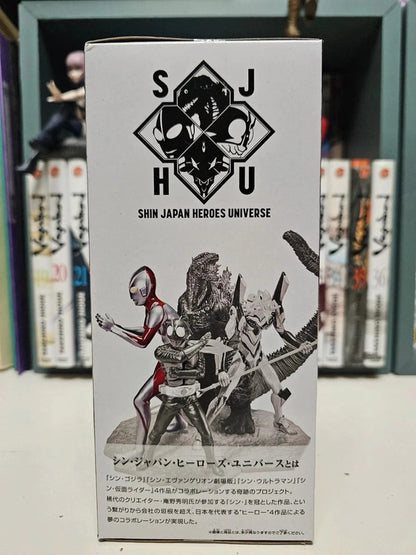 S J
H U
SHIN JAPAN HEROES UNIVERSE
シン・ジャパン・ヒーローズ・ユニバースとは
『シン・ゴジラ』『シン・エヴァンゲリオン劇場版』『シン・ウルトラマン』『シン
・仮面ライダー』4作品がコラボレーションする奇跡のプロジェクト。
稀代のクリエイター・庵野秀明氏が参加する『シン』を冠とした作品、とい
う繋がりから会社の垣根を超え、日本を代表する"ヒーロー"4作品による
夢のコラボレーションが実現した。
20
21
36